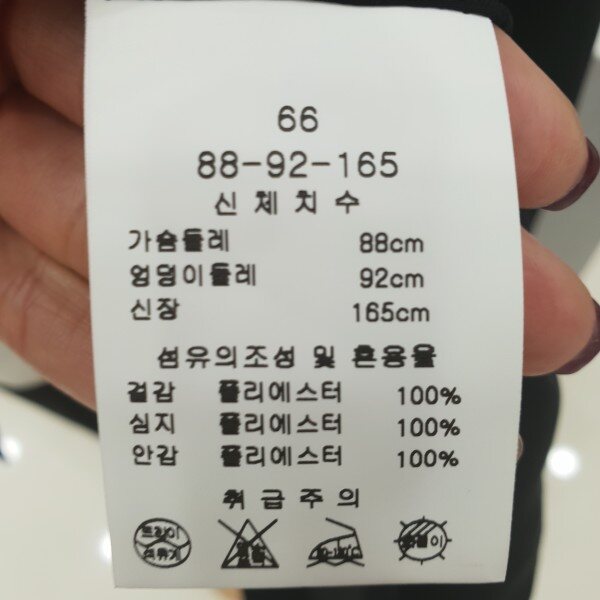 66
88-92-165
신 체 치 수
가슴둘레 88cm
엉덩이둘레 92cm
신장 165cm
섬유의조성 및 혼용율
겉감 폴리에스터 100%
심지 폴리에스터 100%
안감 폴리에스터 100%
취 급 주 의
드라이